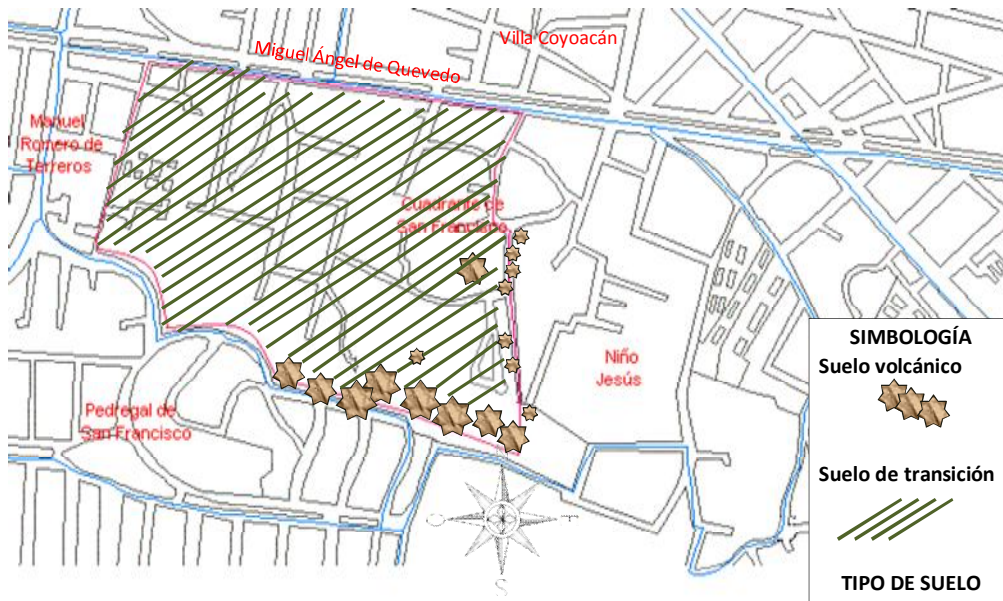 Villa Coyoacán
Miguel Ángel de Quevedo
Manuel
Romero de
Terreros
Cuadrante de
San Francisco
Niño
Jesús
Pedregal de
San Francisco
O
S
SIMBOLOGÍA
Suelo volcánico
Suelo de transición
TIPO DE SUELO